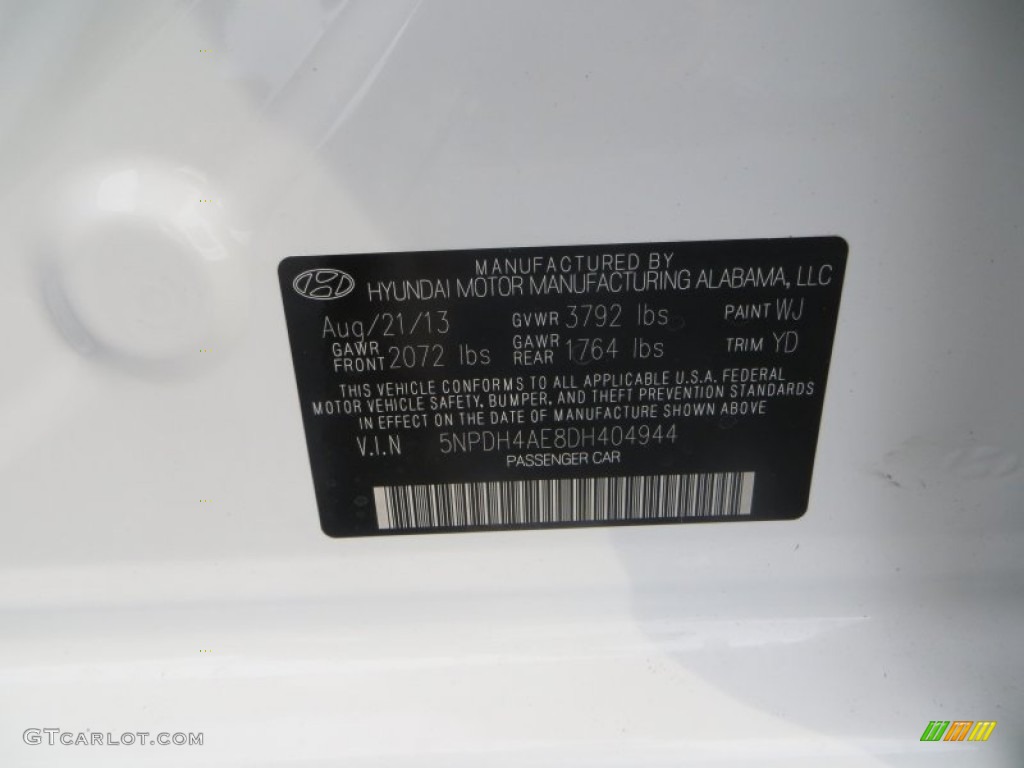 MANUFACTURED BY
HYUNDAI MOTOR MANUFACTURING ALABAMA, LLC
Aug/21/13 GVWR 3792 lbs PAINT WJ
GAWR FRONT 2072 lbs GAWR REAR 1764 lbs TRIM YD
THIS VEHICLE CONFORMS TO ALL APPLICABLE U.S.A. FEDERAL
MOTOR VEHICLE SAFETY, BUMPER, AND THEFT PREVENTION STANDARDS
IN EFFECT ON THE DATE OF MANUFACTURE SHOWN ABOVE
V.I.N 5NPDH4AE8DH404944
PASSENGER CAR
GTCARLOT.COM